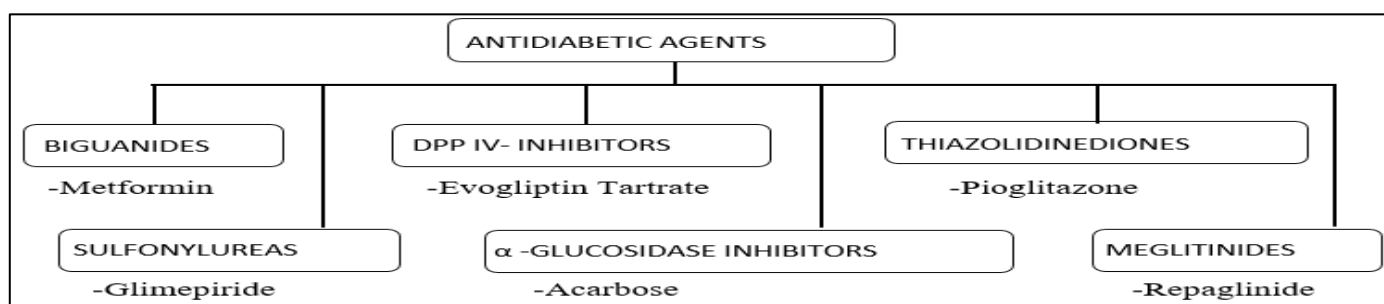 ANTIDIABETIC AGENTS
BIGUANIDES
-Metformin
DPP IV- INHIBITORS
-Evogliptin Tartrate
THIAZOLIDINEDIONES
-Pioglitazone
SULFONYLUREAS
-Glimepiride
α -GLUCOSIDASE INHIBITORS
-Acarbose
MEGLITINIDES
-Repaglinide